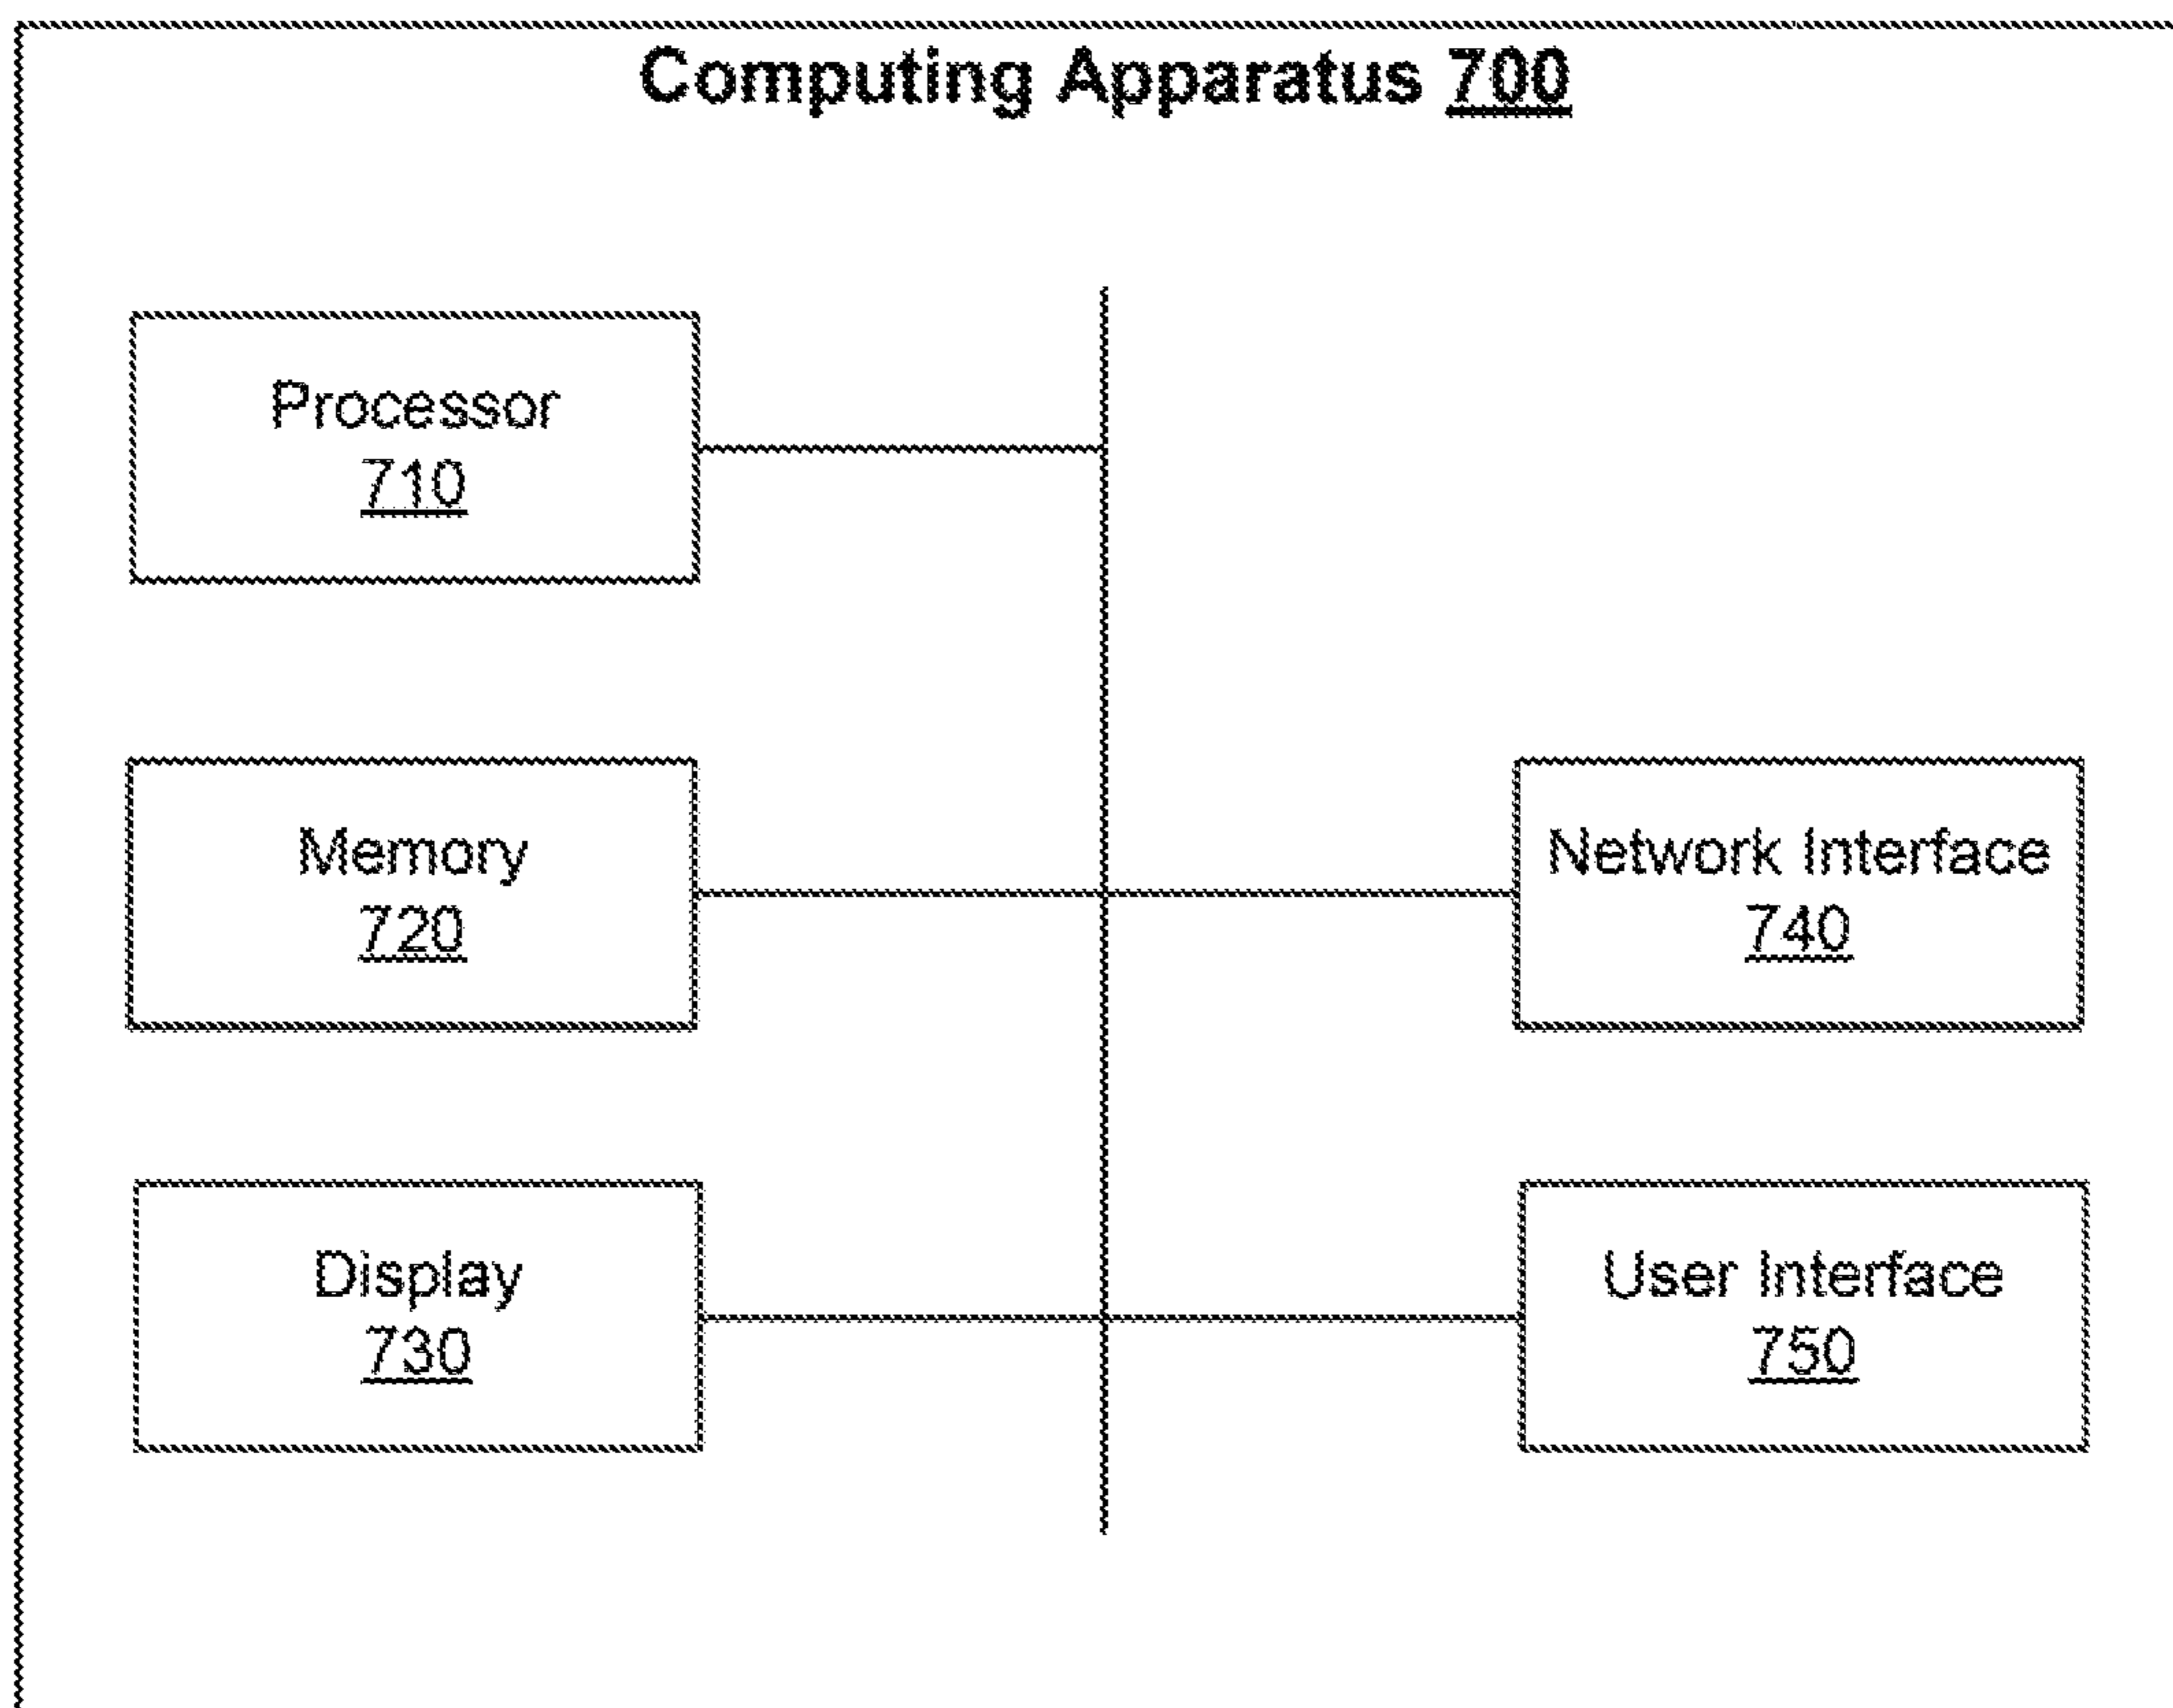 Computing Apparatus 700
Processor
710
Memory
720
Network Interface
740
Display
730
User Interface
750